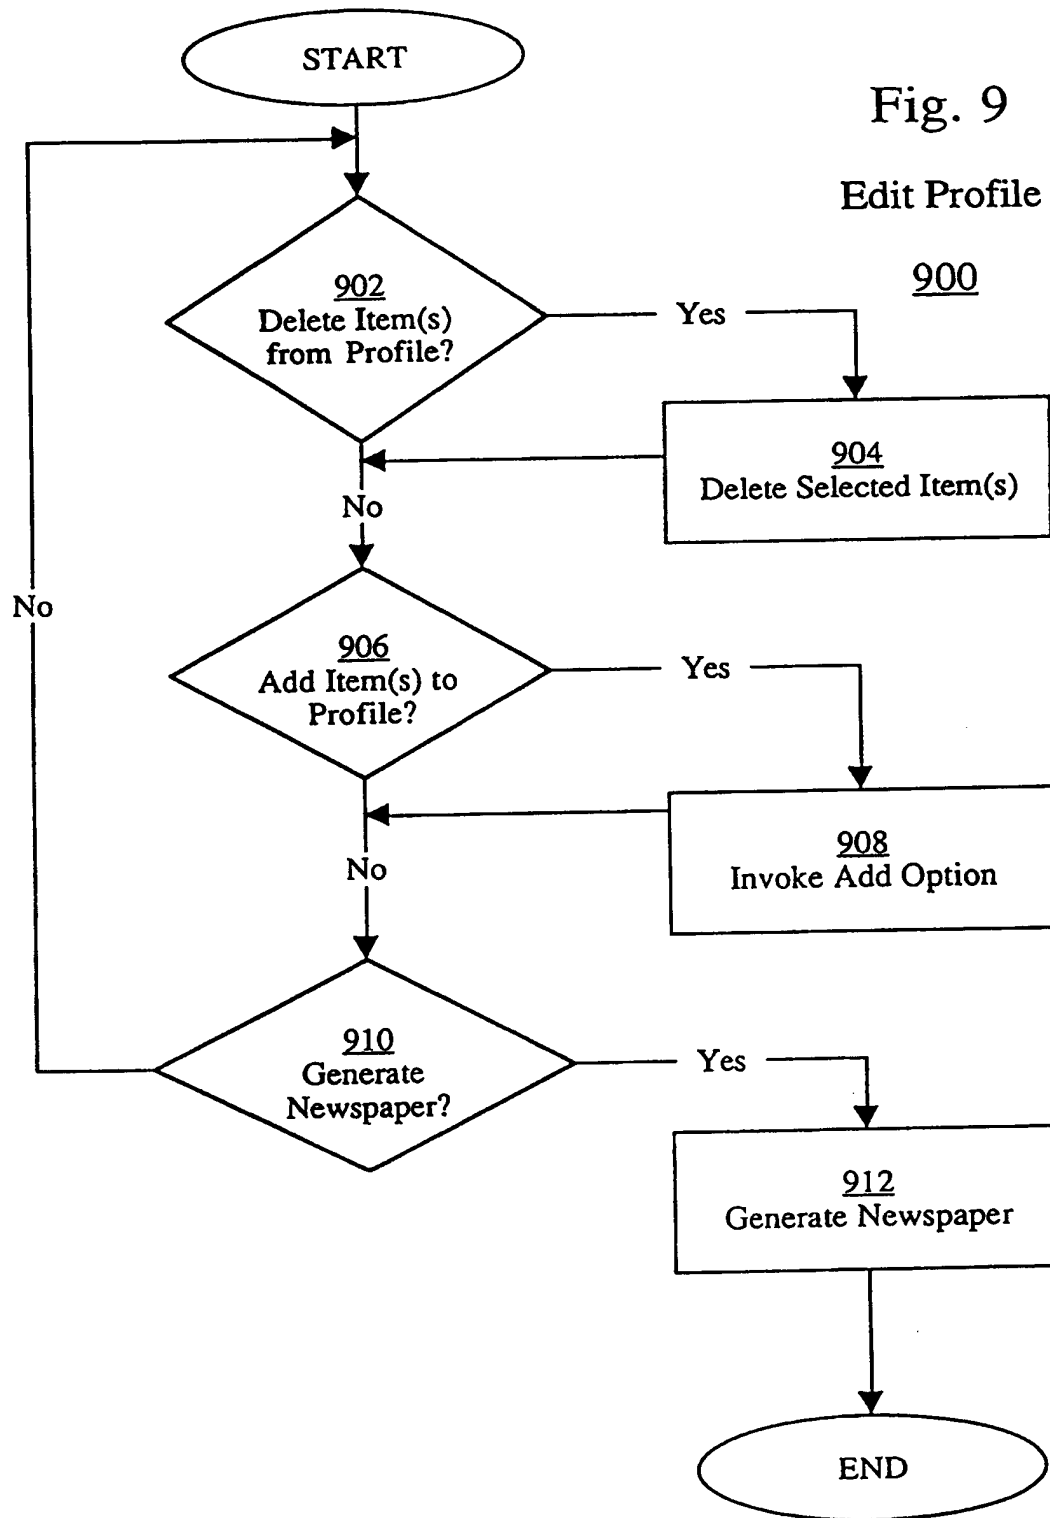 START
Fig. 9
Edit Profile
900
902
Delete Item(s)
from Profile?
Yes
904
Delete Selected Item(s)
No
No
906
Add Item(s) to
Profile?
Yes
908
Invoke Add Option
No
910
Generate
Newspaper?
Yes
912
Generate Newspaper
END